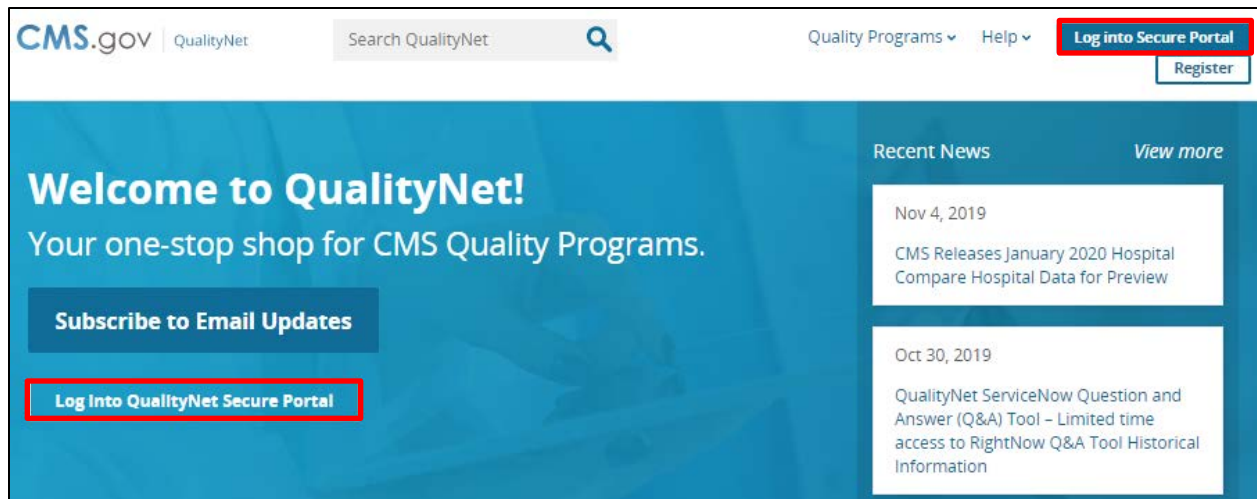 CMS.gov QualityNet
Search QualityNet
Quality Programs Help Log into Secure Portal
Register
Welcome to QualityNet!
Your one-stop shop for CMS Quality Programs.
Subscribe to Email Updates
Log Into QualityNet Secure Portal
Recent News View more
Nov 4, 2019
CMS Releases January 2020 Hospital
Compare Hospital Data for Preview
Oct 30, 2019
QualityNet ServiceNow Question and
Answer (Q&A) Tool – Limited time
access to RightNow Q&A Tool Historical
Information